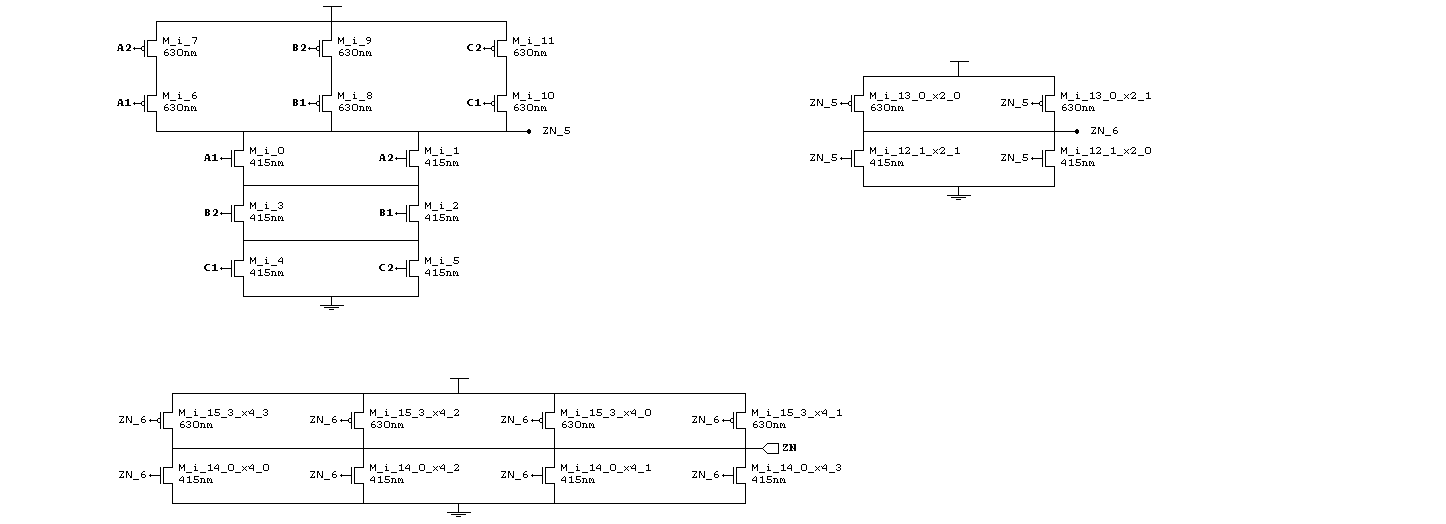 A2 M_i_7 630nm
B2 M_i_9 630nm
C2 M_i_11 630nm
A1 M_i_6 630nm
B1 M_i_8 630nm
C1 M_i_10 630nm
ZN_5
A1 M_i_0 415nm
A2 M_i_1 415nm
B2 M_i_3 415nm
B1 M_i_2 415nm
C1 M_i_4 415nm
C2 M_i_5 415nm
ZN_5 M_i_13_0_x2_0 630nm
ZN_5 M_i_13_0_x2_1 630nm
ZN_6
ZN_5 M_i_12_1_x2_1 415nm
ZN_5 M_i_12_1_x2_0 415nm
ZN_6 M_i_15_3_x4_3 630nm
ZN_6 M_i_15_3_x4_2 630nm
ZN_6 M_i_15_3_x4_0 630nm
ZN_6 M_i_15_3_x4_1 630nm
ZN
ZN_6 M_i_14_0_x4_0 415nm
ZN_6 M_i_14_0_x4_2 415nm
ZN_6 M_i_14_0_x4_1 415nm
ZN_6 M_i_14_0_x4_3 415nm